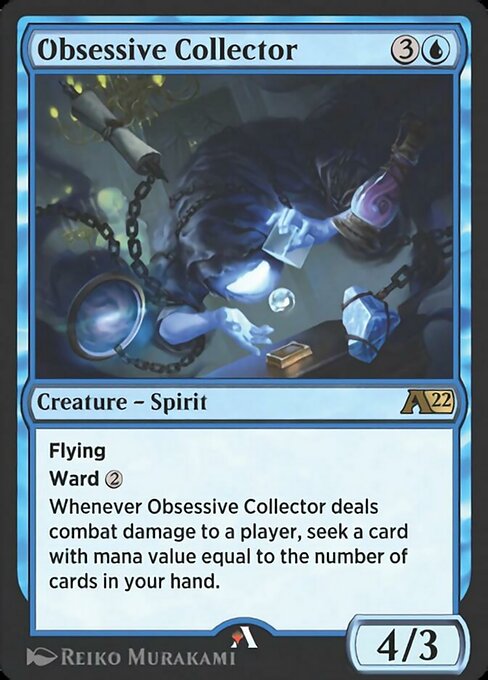 Obsessive Collector 3
Creature – Spirit A22
Flying
Ward 2
Whenever Obsessive Collector deals
combat damage to a player, seek a card
with mana value equal to the number of
cards in your hand.
4/3
Reiko Murakami